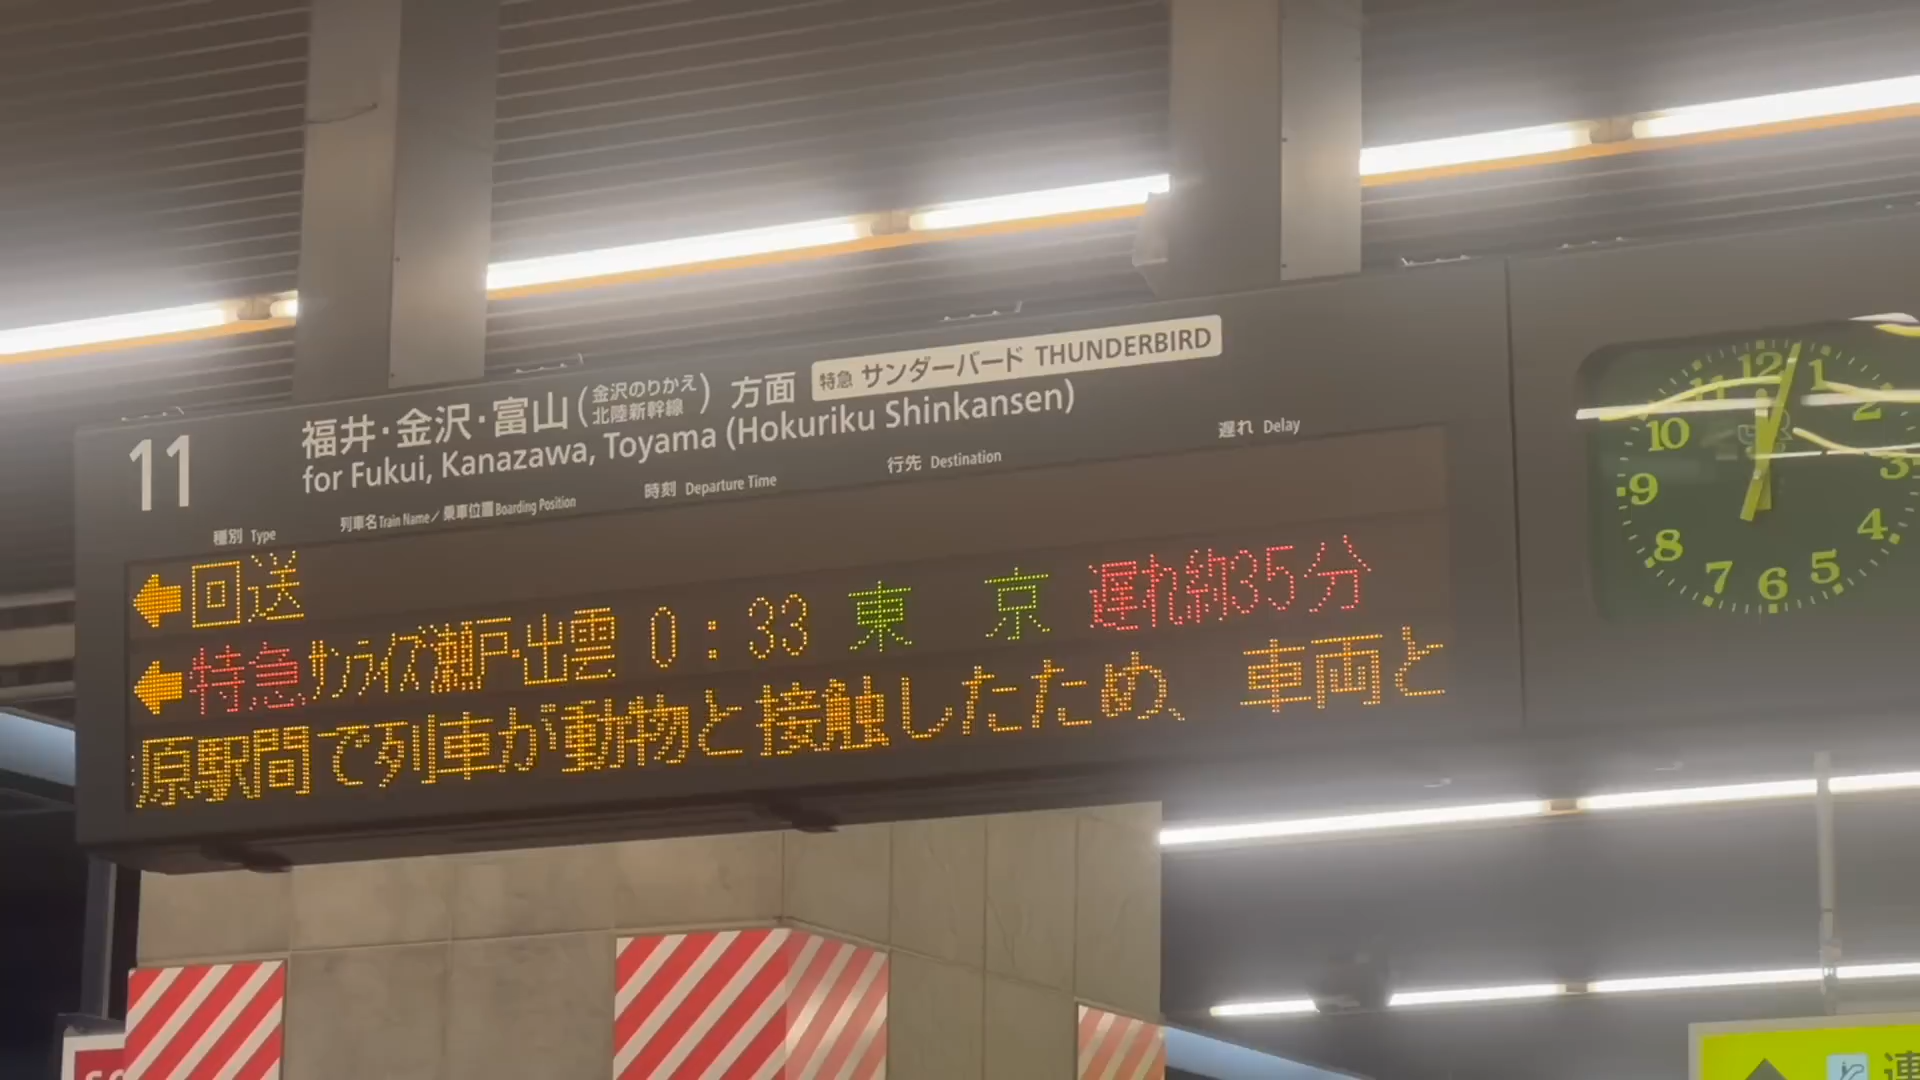 11
福井・金沢・富山(金沢のりかえ北陸新幹線)方面 特急 サンダーバード THUNDERBIRD
for Fukui, Kanazawa, Toyama (Hokuriku Shinkansen)
種別 Type 列車名 Train Name／乗車位置 Boarding Position 時刻 Departure Time 行先 Destination 遅れ Delay
回送
特急 サンライズ瀬戸・出雲 0:33 東京 遅れ約35分
原駅間で列車が動物と接触したため、車両と
12
1
2
3
4
5
6
7
8
9
10
11